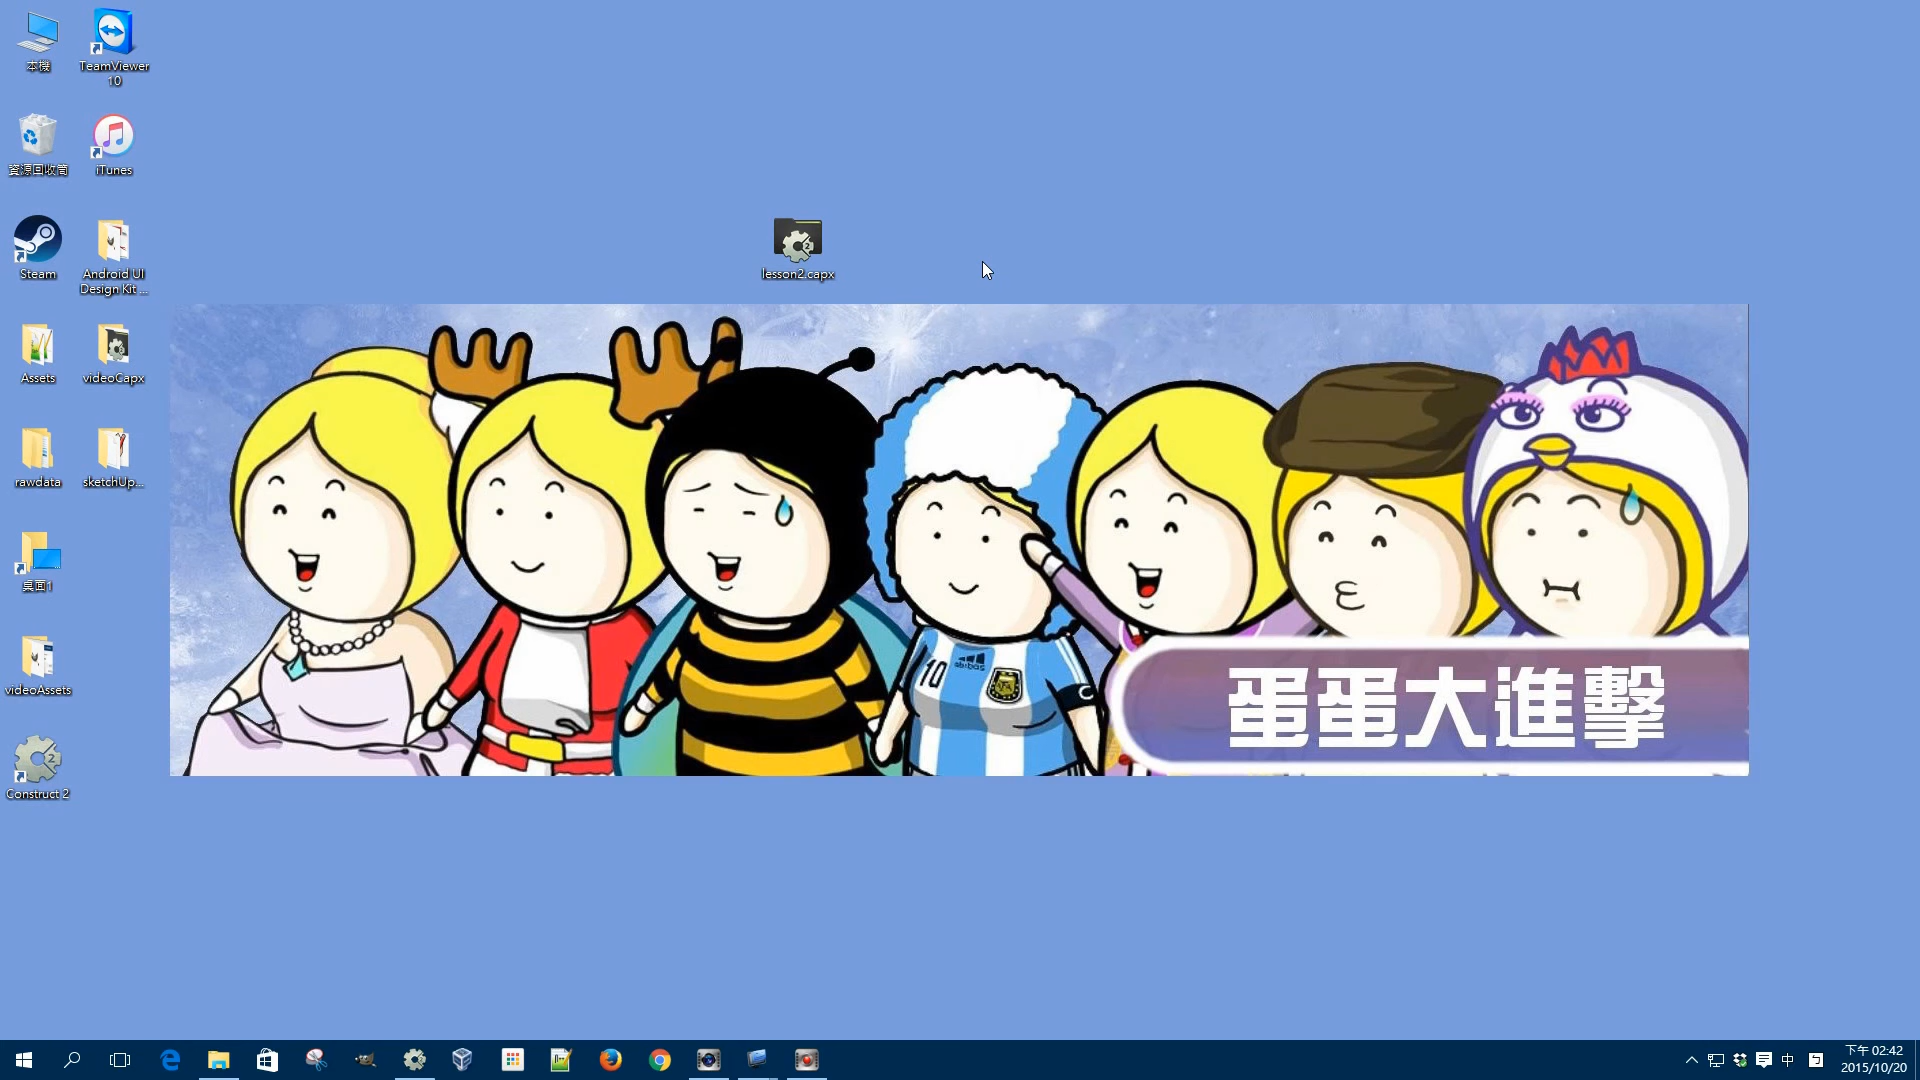 本機
TeamViewer
10
資源回收筒
iTunes
Steam
Android UI
Design Kit ...
lesson2.capx
Assets
videoCapx
rawdata
sketchUp...
桌面1
videoAssets
Construct 2
10
adidas
AFA
C
蛋蛋大進擊
中
ㄅ
下午 02:42
2015/10/20